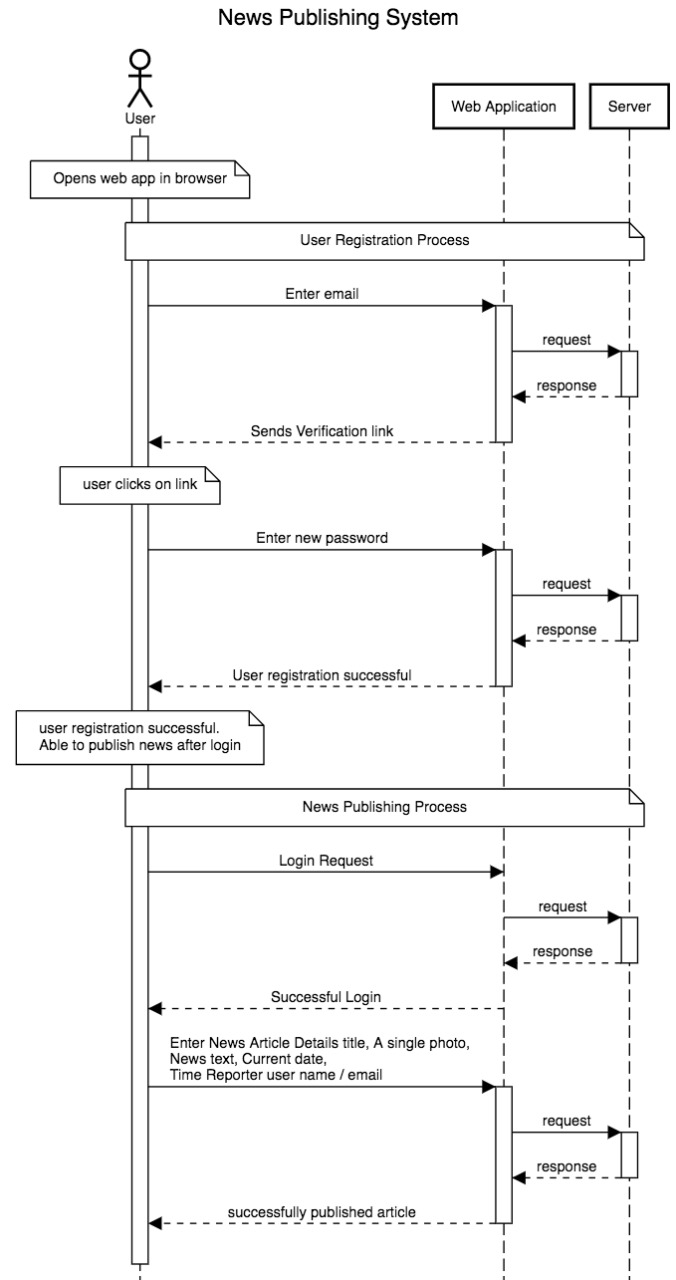 News Publishing System
User
Web Application
Server
Opens web app in browser
User Registration Process
Enter email
request
response
Sends Verification link
user clicks on link
Enter new password
request
response
User registration successful
user registration successful.
Able to publish news after login
News Publishing Process
Login Request
request
response
Successful Login
Enter News Article Details title, A single photo,
News text, Current date,
Time Reporter user name / email
request
response
successfully published article